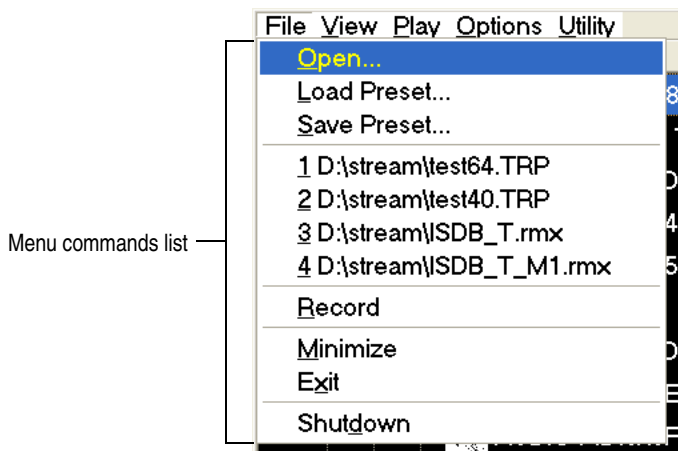 File View Play Options Utility
Open...
Load Preset...
Save Preset...
1 D:\stream\test64.TRP
2 D:\stream\test40.TRP
3 D:\stream\ISDB_T.rmx
4 D:\stream\ISDB_T_M1.rmx
Menu commands list
Record
Minimize
Exit
Shutdown